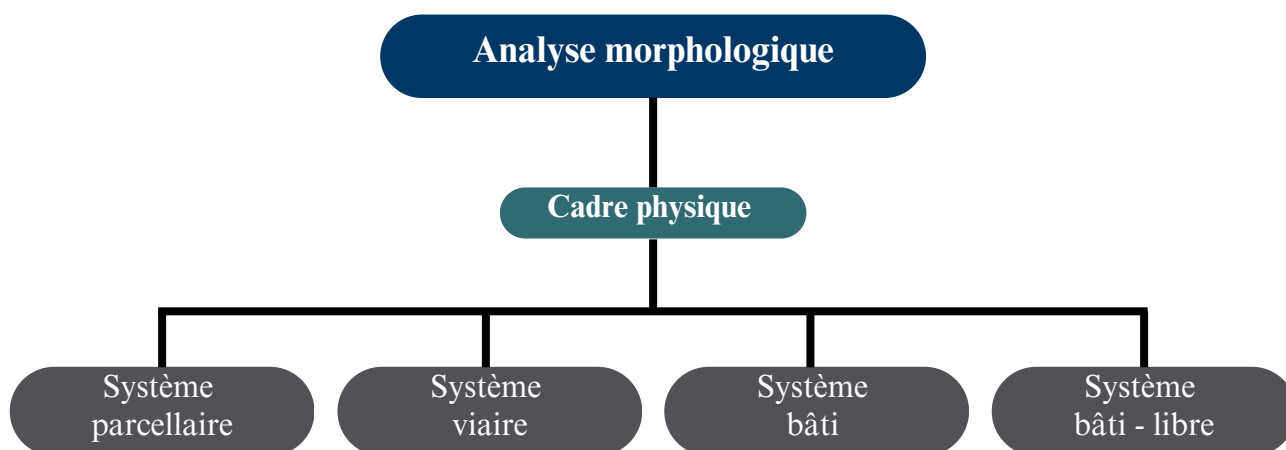 Analyse morphologique
Cadre physique
Système
parcellaire
Système
viaire
Système
bâti
Système
bâti - libre